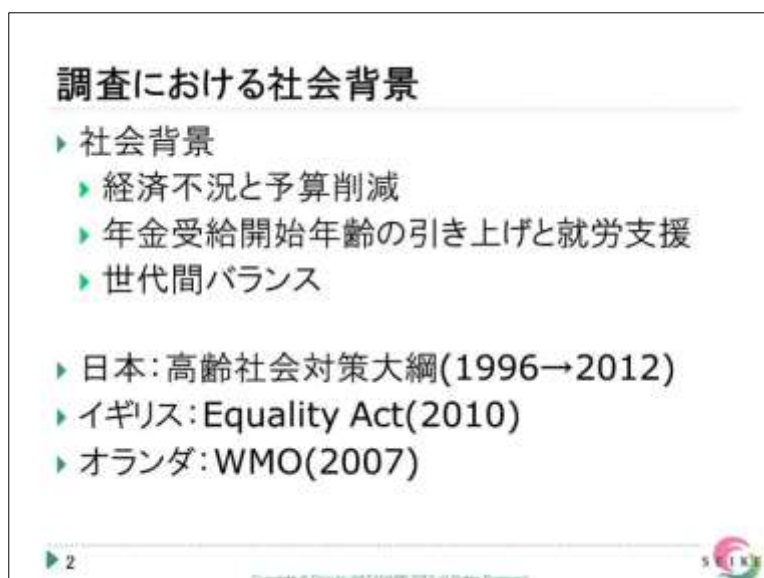 調査における社会背景
社会背景
経済不況と予算削減
年金受給開始年齢の引き上げと就労支援
世代間バランス
日本:高齢社会対策大綱(1996→2012)
イギリス:Equality Act(2010)
オランダ:WMO(2007)
2